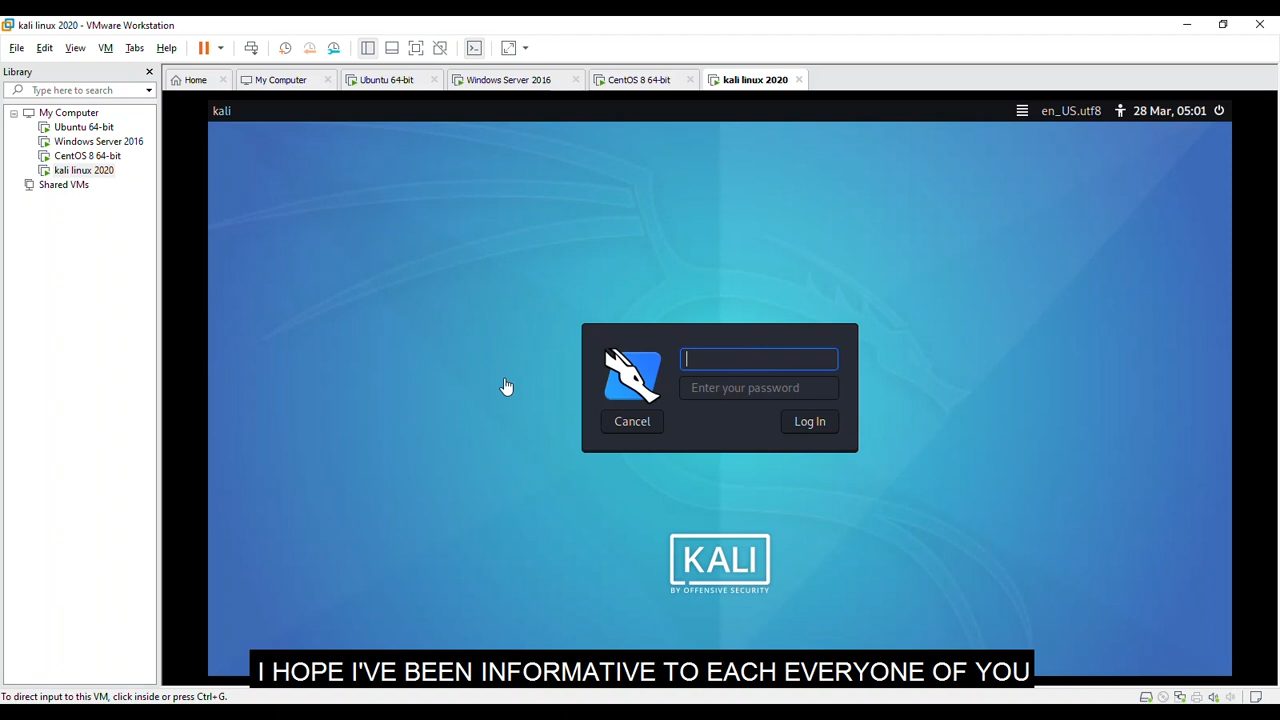 kali linux 2020 - VMware Workstation
File Edit View VM Tabs Help
Library
Type here to search
My Computer
Ubuntu 64-bit
Windows Server 2016
CentOS 8 64-bit
kali linux 2020
Shared VMs
Home My Computer Ubuntu 64-bit Windows Server 2016 CentOS 8 64-bit kali linux 2020
kali en_US.utf8 28 Mar, 05:01
Enter your password
Cancel Log In
KALI
BY OFFENSIVE SECURITY
I HOPE I'VE BEEN INFORMATIVE TO EACH EVERYONE OF YOU
To direct input to this VM, click inside or press Ctrl+G.